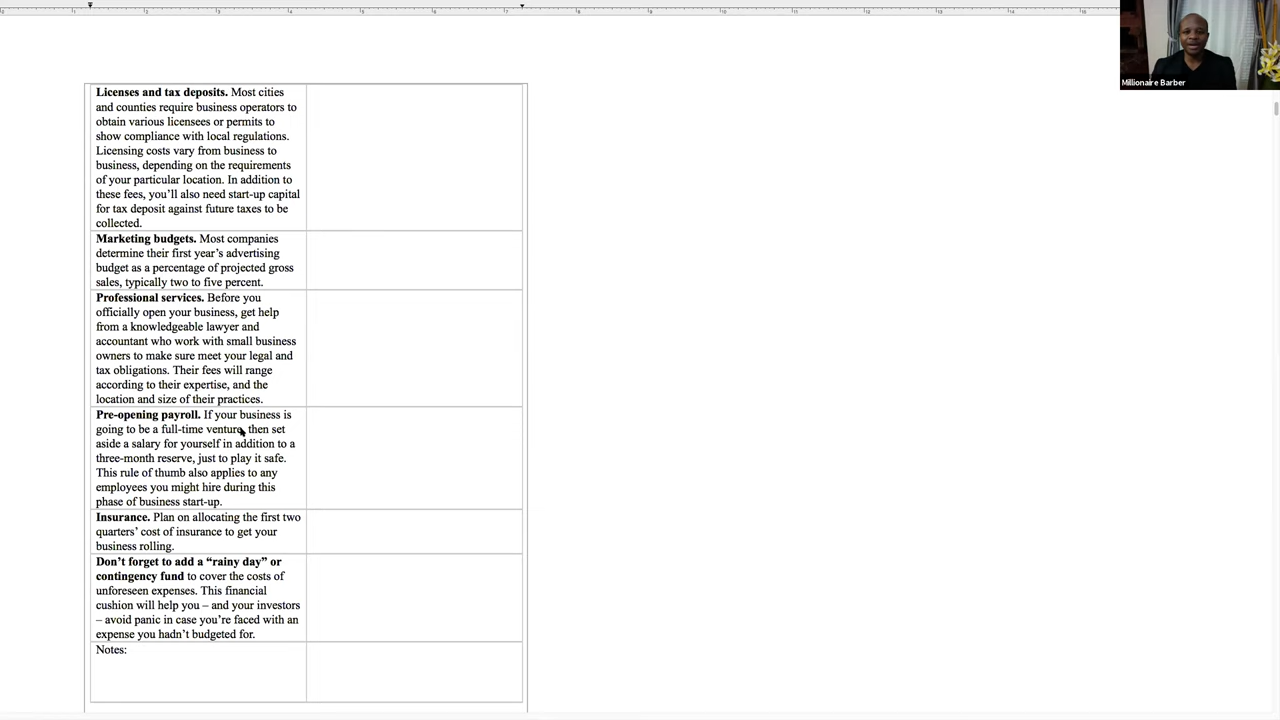 Millionaire Barber
Licenses and tax deposits. Most cities
and counties require business operators to
obtain various licensees or permits to
show compliance with local regulations.
Licensing costs vary from business to
business, depending on the requirements
of your particular location. In addition to
these fees, you’ll also need start-up capital
for tax deposit against future taxes to be
collected.
Marketing budgets. Most companies
determine their first year’s advertising
budget as a percentage of projected gross
sales, typically two to five percent.
Professional services. Before you
officially open your business, get help
from a knowledgeable lawyer and
accountant who work with small business
owners to make sure meet your legal and
tax obligations. Their fees will range
according to their expertise, and the
location and size of their practices.
Pre-opening payroll. If your business is
going to be a full-time venture, then set
aside a salary for yourself in addition to a
three-month reserve, just to play it safe.
This rule of thumb also applies to any
employees you might hire during this
phase of business start-up.
Insurance. Plan on allocating the first two
quarters’ cost of insurance to get your
business rolling.
Don’t forget to add a “rainy day” or
contingency fund to cover the costs of
unforeseen expenses. This financial
cushion will help you – and your investors
– avoid panic in case you’re faced with an
expense you hadn’t budgeted for.
Notes: